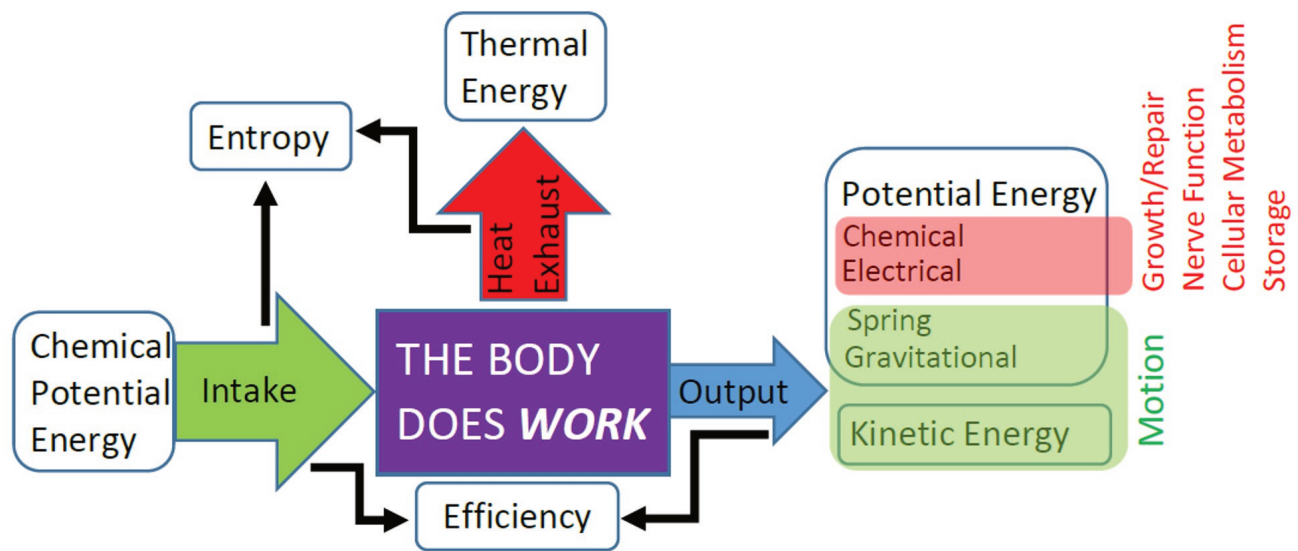 Thermal
Energy
Entropy
Heat
Exhaust
Chemical
Potential
Energy
Intake
THE BODY
DOES WORK
Output
Efficiency
Potential Energy
Chemical
Electrical
Spring
Gravitational
Kinetic Energy
Growth/Repair
Nerve Function
Cellular Metabolism
Storage
Motion